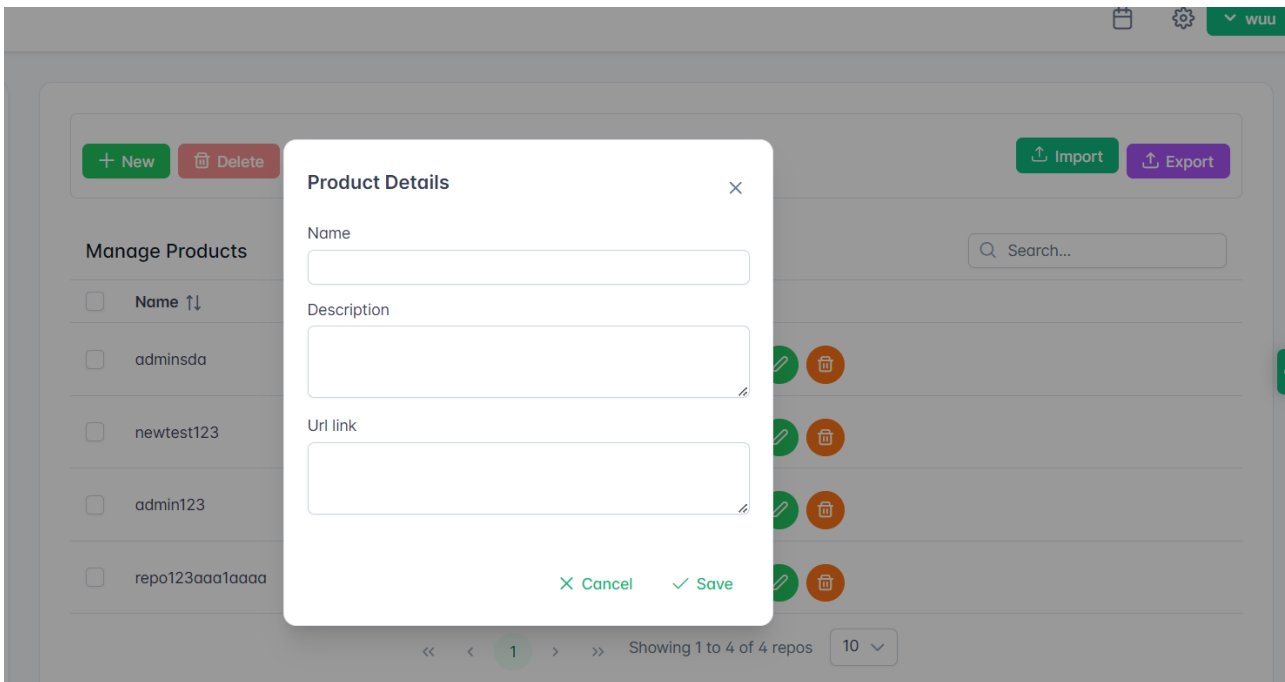 wuu
New
Delete
Import
Export
Product Details
Name
Description
Url link
Cancel
Save
Manage Products
Search...
Name
adminsda
newtest123
admin123
repo123aaa1aaaa
1
Showing 1 to 4 of 4 repos
10